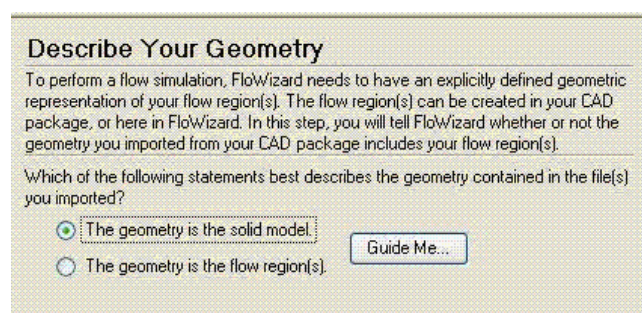 Describe Your Geometry
To perform a flow simulation, FloWizard needs to have an explicitly defined geometric
representation of your flow region(s). The flow region(s) can be created in your CAD
package, or here in FloWizard. In this step, you will tell FloWizard whether or not the
geometry you imported from your CAD package includes your flow region(s).
Which of the following statements best describes the geometry contained in the file(s)
you imported?
The geometry is the solid model.
Guide Me...
The geometry is the flow region(s).